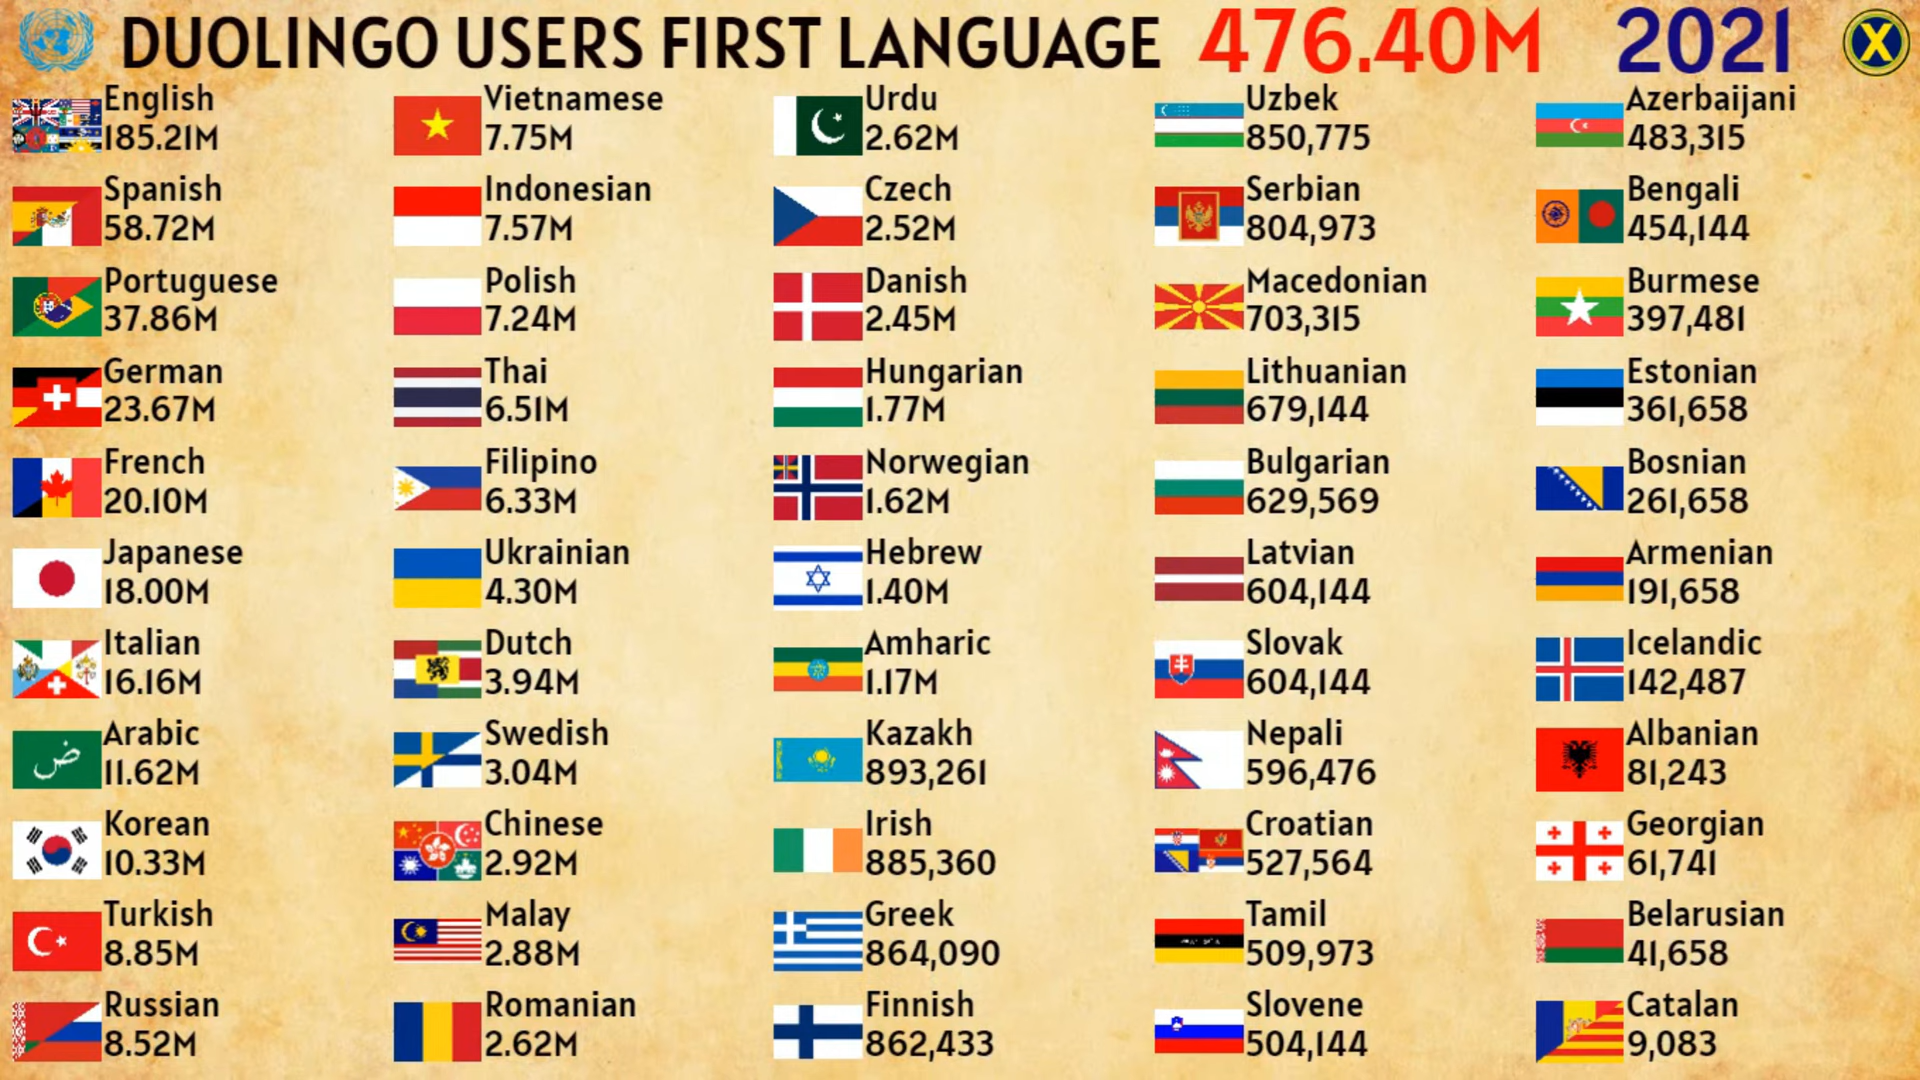 DUOLINGO USERS FIRST LANGUAGE 476.40M 2021 X
English
185.21M
Spanish
58.72M
Portuguese
37.86M
German
23.67M
French
20.10M
Japanese
18.00M
Italian
16.16M
Arabic
11.62M
ض
Korean
10.33M
Turkish
8.85M
Russian
8.52M
Vietnamese
7.75M
Indonesian
7.57M
Polish
7.24M
Thai
6.51M
Filipino
6.33M
Ukrainian
4.30M
Dutch
3.94M
Swedish
3.04M
Chinese
2.92M
Malay
2.88M
Romanian
2.62M
Urdu
2.62M
Czech
2.52M
Danish
2.45M
Hungarian
1.77M
Norwegian
1.62M
Hebrew
1.40M
Amharic
1.17M
Kazakh
893,261
Irish
885,360
Greek
864,090
Finnish
862,433
Uzbek
850,775
Serbian
804,973
Macedonian
703,315
Lithuanian
679,144
Bulgarian
629,569
Latvian
604,144
Slovak
604,144
Nepali
596,476
Croatian
527,564
Tamil
509,973
Slovene
504,144
Azerbaijani
483,315
Bengali
454,144
Burmese
397,481
Estonian
361,658
Bosnian
261,658
Armenian
191,658
Icelandic
142,487
Albanian
81,243
Georgian
61,741
Belarusian
41,658
Catalan
9,083